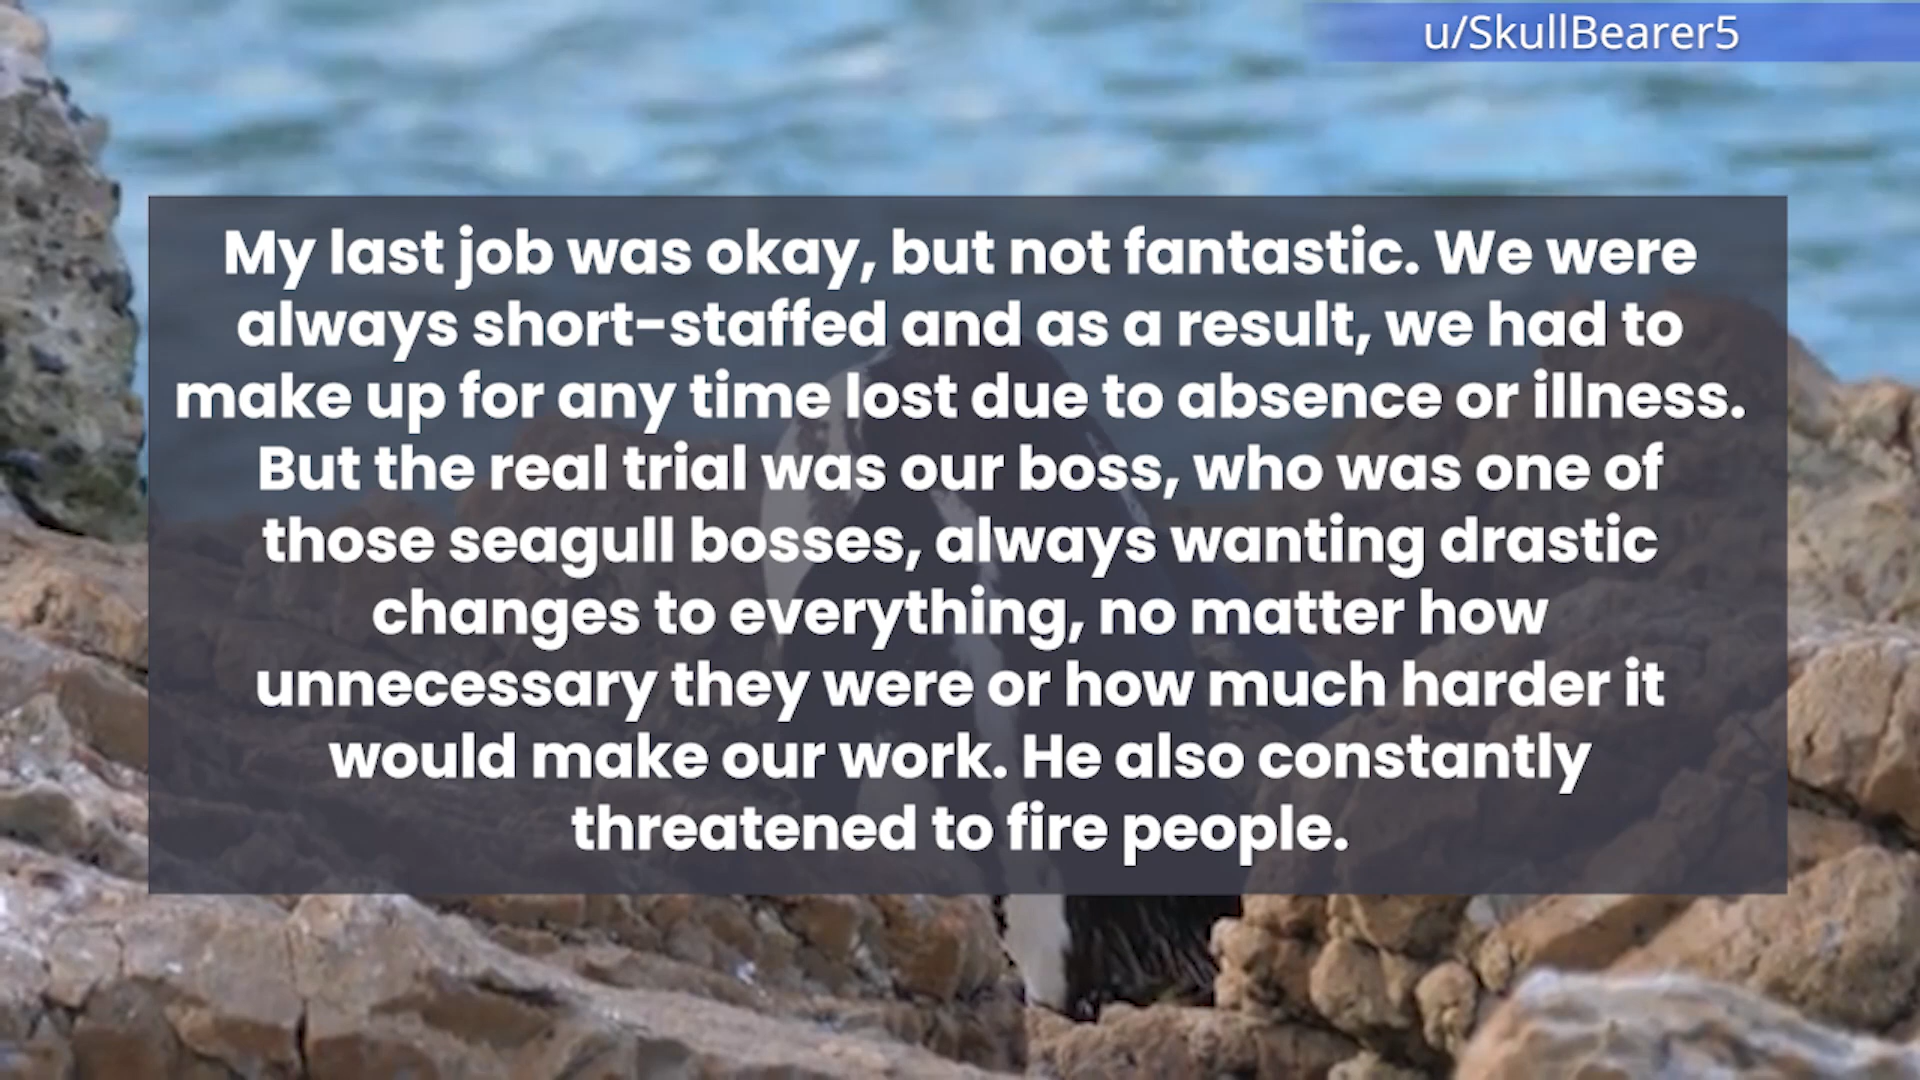 u/SkullBearer5
My last job was okay, but not fantastic. We were
always short-staffed and as a result, we had to
make up for any time lost due to absence or illness.
But the real trial was our boss, who was one of
those seagull bosses, always wanting drastic
changes to everything, no matter how
unnecessary they were or how much harder it
would make our work. He also constantly
threatened to fire people.